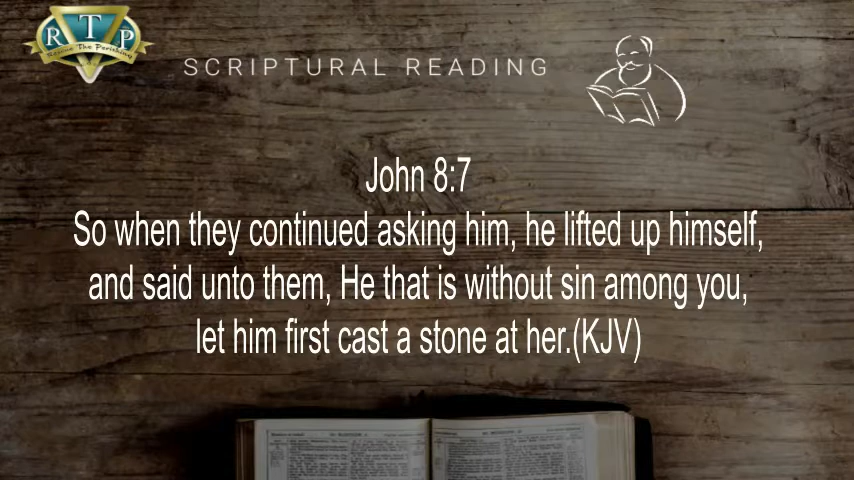 R T P
Rescue The Perishing
SCRIPTURAL READING
John 8:7
So when they continued asking him, he lifted up himself,
and said unto them, He that is without sin among you,
let him first cast a stone at her.(KJV)